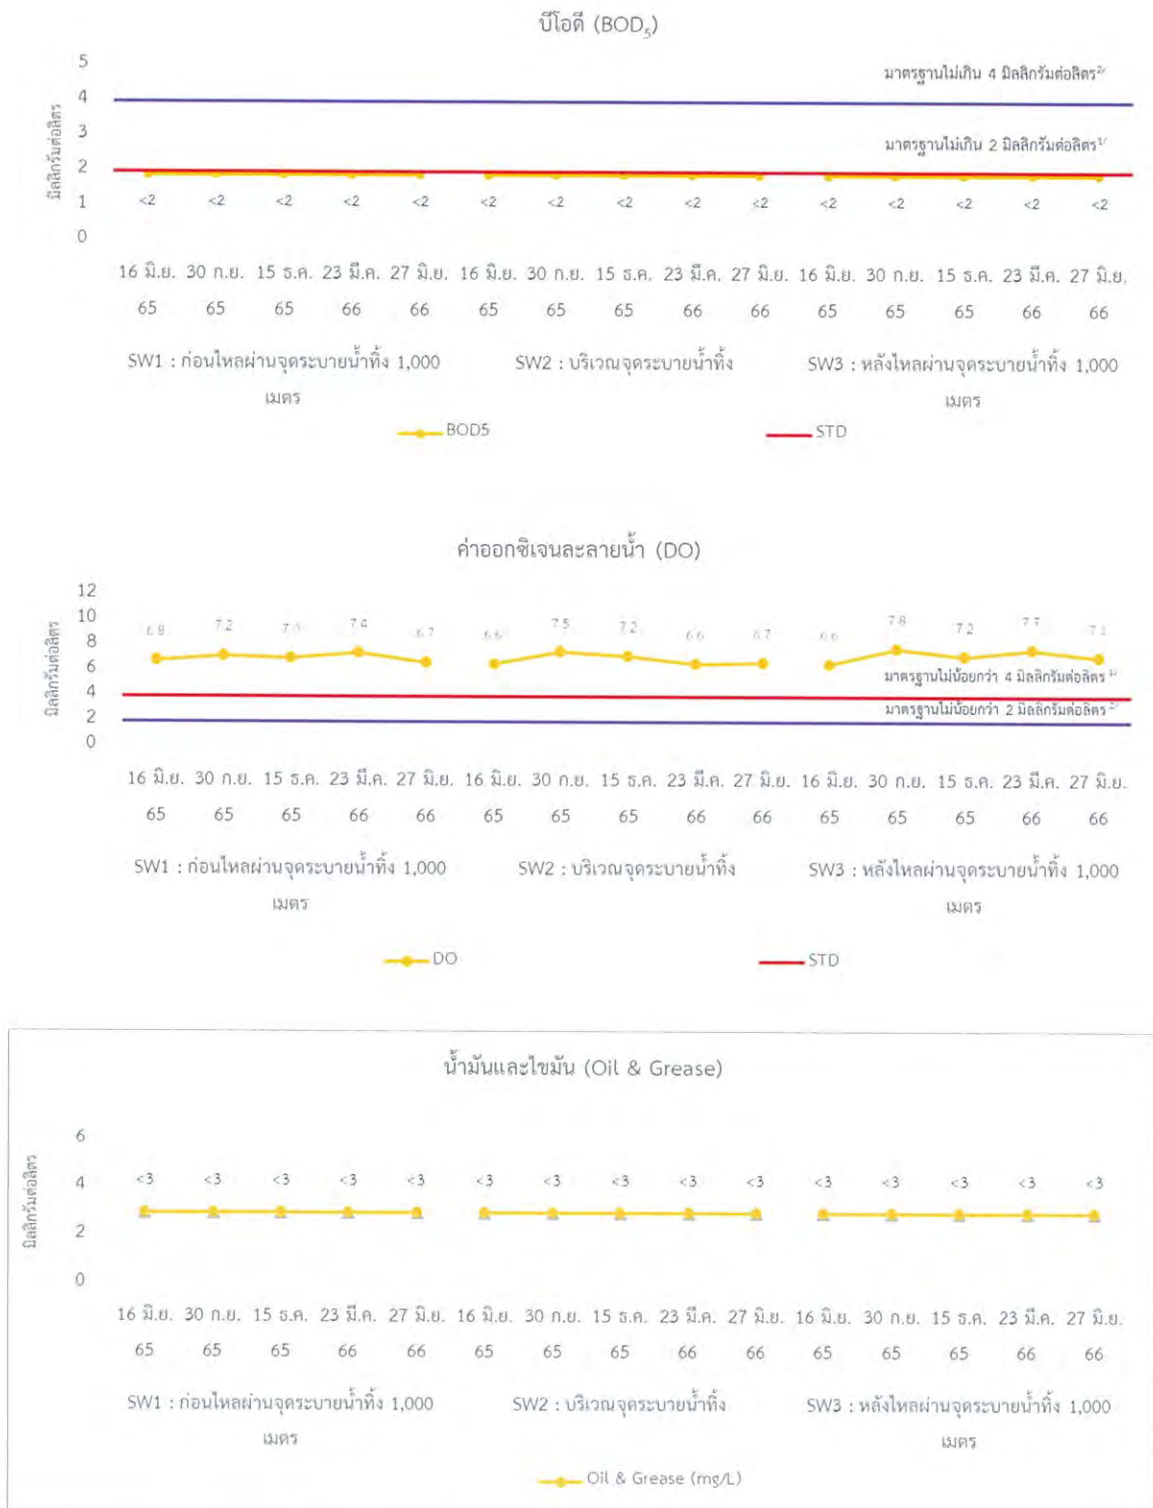 บีโอดี (BOD5)
มิลลิกรัมต่อลิตร
5
4
3
2
1
0
มาตรฐานไม่เกิน 4 มิลลิกรัมต่อลิตร2/
มาตรฐานไม่เกิน 2 มิลลิกรัมต่อลิตร1/
<2 <2 <2 <2 <2 <2 <2 <2 <2 <2 <2 <2 <2 <2 <2
16 มิ.ย. 30 ก.ย. 15 ธ.ค. 23 มี.ค. 27 มิ.ย. 16 มิ.ย. 30 ก.ย. 15 ธ.ค. 23 มี.ค. 27 มิ.ย. 16 มิ.ย. 30 ก.ย. 15 ธ.ค. 23 มี.ค. 27 มิ.ย.
65 65 65 66 66 65 65 65 66 66 65 65 65 66 66
SW1 : ก่อนไหลผ่านจุดระบายน้ำทิ้ง 1,000 SW2 : บริเวณจุดระบายน้ำทิ้ง SW3 : หลังไหลผ่านจุดระบายน้ำทิ้ง 1,000
เมตร เมตร
BOD5 STD
ค่าออกซิเจนละลายน้ำ (DO)
มิลลิกรัมต่อลิตร
12
10
8
6
4
2
0
6.8 7.2 7.0 7.4 6.7 6.6 7.5 7.2 6.6 6.7 6.6 7.8 7.2 7.7 7.1
มาตรฐานไม่น้อยกว่า 4 มิลลิกรัมต่อลิตร 1/
มาตรฐานไม่น้อยกว่า 2 มิลลิกรัมต่อลิตร 2/
16 มิ.ย. 30 ก.ย. 15 ธ.ค. 23 มี.ค. 27 มิ.ย. 16 มิ.ย. 30 ก.ย. 15 ธ.ค. 23 มี.ค. 27 มิ.ย. 16 มิ.ย. 30 ก.ย. 15 ธ.ค. 23 มี.ค. 27 มิ.ย.
65 65 65 66 66 65 65 65 66 66 65 65 65 66 66
SW1 : ก่อนไหลผ่านจุดระบายน้ำทิ้ง 1,000 SW2 : บริเวณจุดระบายน้ำทิ้ง SW3 : หลังไหลผ่านจุดระบายน้ำทิ้ง 1,000
เมตร เมตร
DO STD
น้ำมันและไขมัน (Oil & Grease)
มิลลิกรัมต่อลิตร
6
4
2
0
<3 <3 <3 <3 <3 <3 <3 <3 <3 <3 <3 <3 <3 <3 <3
16 มิ.ย. 30 ก.ย. 15 ธ.ค. 23 มี.ค. 27 มิ.ย. 16 มิ.ย. 30 ก.ย. 15 ธ.ค. 23 มี.ค. 27 มิ.ย. 16 มิ.ย. 30 ก.ย. 15 ธ.ค. 23 มี.ค. 27 มิ.ย.
65 65 65 66 66 65 65 65 66 66 65 65 65 66 66
SW1 : ก่อนไหลผ่านจุดระบายน้ำทิ้ง 1,000 SW2 : บริเวณจุดระบายน้ำทิ้ง SW3 : หลังไหลผ่านจุดระบายน้ำทิ้ง 1,000
เมตร เมตร
Oil & Grease (mg/L)